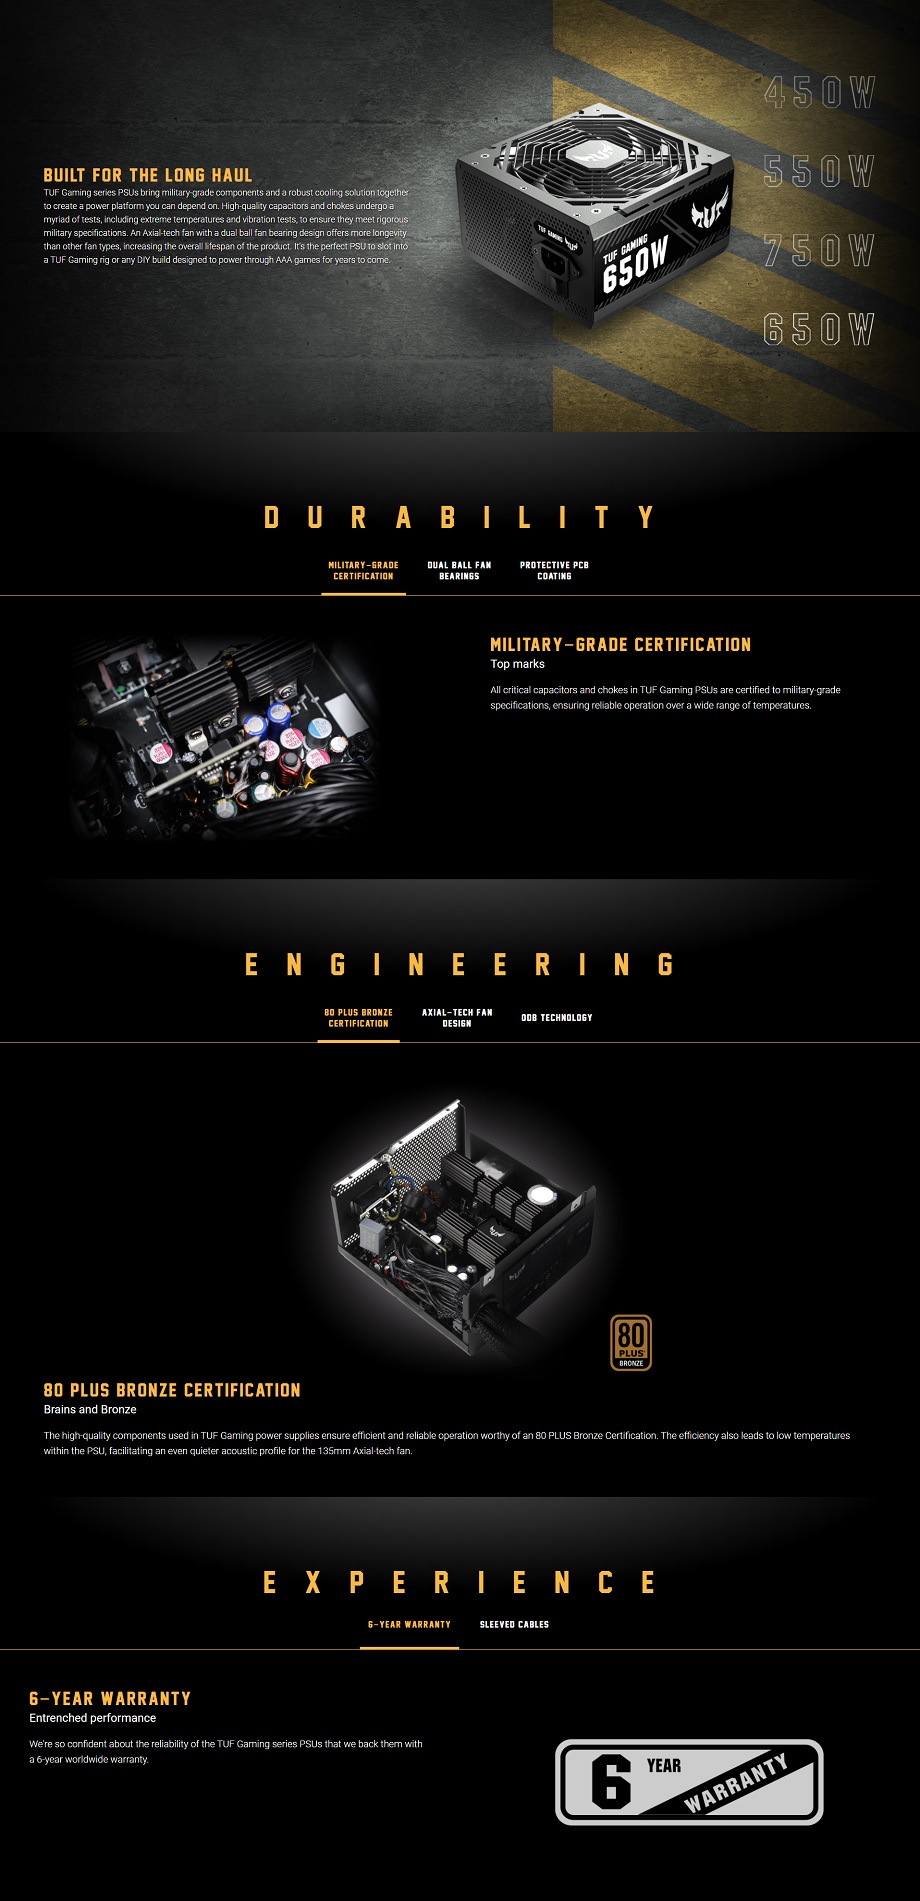 BUILT FOR THE LONG HAUL
TUF Gaming series PSUs bring military-grade components and a robust cooling solution together
to create a power platform you can depend on. High-quality capacitors and chokes undergo a
myriad of tests, including extreme temperatures and vibration tests, to ensure they meet rigorous
military specifications. An Axial-tech fan with a dual ball fan bearing design offers more longevity
than other fan types, increasing the overall lifespan of the product. It's the perfect PSU to slot into
a TUF Gaming rig or any DIY build designed to power through AAA games for years to come.
TUF GAMING
TUF GAMING
650W
450W
550W
750W
650W
DURABILITY
MILITARY-GRADE
CERTIFICATION
DUAL BALL FAN
BEARINGS
PROTECTIVE PCB
COATING
MILITARY-GRADE CERTIFICATION
Top marks
All critical capacitors and chokes in TUF Gaming PSUs are certified to military-grade
specifications, ensuring reliable operation over a wide range of temperatures.
ENGINEERING
80 PLUS BRONZE
CERTIFICATION
AXIAL-TECH FAN
DESIGN
0DB TECHNOLOGY
80
PLUS
BRONZE
80 PLUS BRONZE CERTIFICATION
Brains and Bronze
The high-quality components used in TUF Gaming power supplies ensure efficient and reliable operation worthy of an 80 PLUS Bronze Certification. The efficiency also leads to low temperatures
within the PSU, facilitating an even quieter acoustic profile for the 135mm Axial-tech fan.
EXPERIENCE
6-YEAR WARRANTY
SLEEVED CABLES
6-YEAR WARRANTY
Entrenched performance
We're so confident about the reliability of the TUF Gaming series PSUs that we back them with
a 6-year worldwide warranty.
6 YEAR
WARRANTY